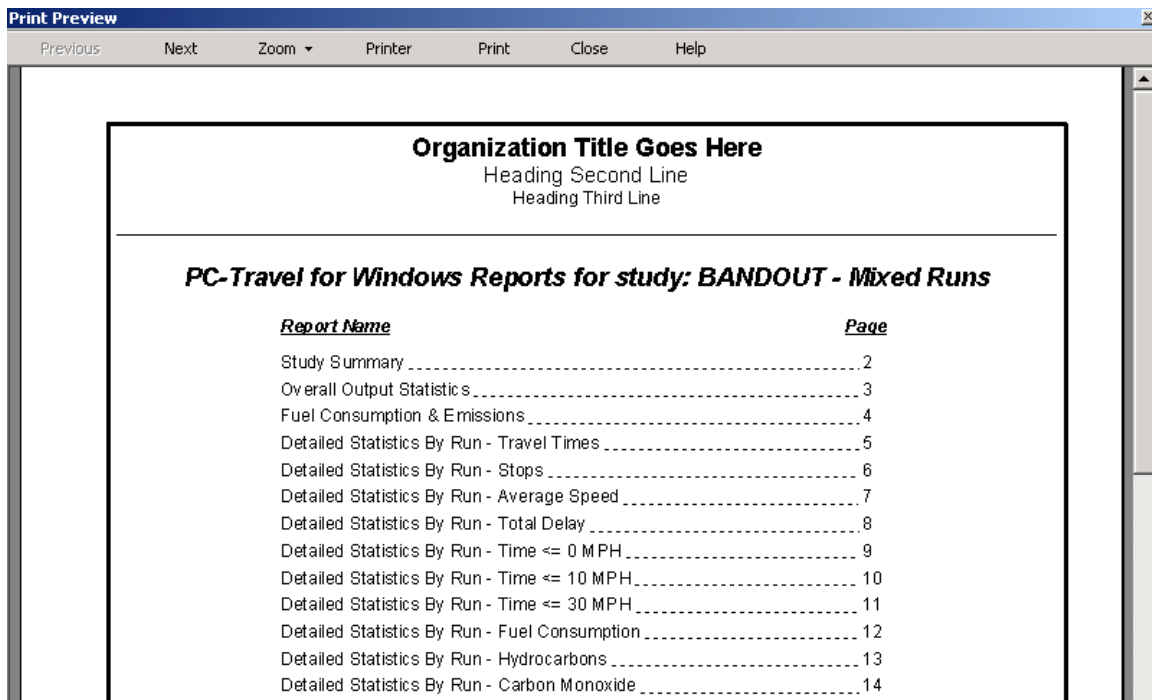 Print Preview
Previous Next Zoom Printer Print Close Help
Organization Title Goes Here
Heading Second Line
Heading Third Line
PC-Travel for Windows Reports for study: BANDOUT - Mixed Runs
Report Name Page
Study Summary 2
Overall Output Statistics 3
Fuel Consumption & Emissions 4
Detailed Statistics By Run - Travel Times 5
Detailed Statistics By Run - Stops 6
Detailed Statistics By Run - Average Speed 7
Detailed Statistics By Run - Total Delay 8
Detailed Statistics By Run - Time <= 0 MPH 9
Detailed Statistics By Run - Time <= 10 MPH 10
Detailed Statistics By Run - Time <= 30 MPH 11
Detailed Statistics By Run - Fuel Consumption 12
Detailed Statistics By Run - Hydrocarbons 13
Detailed Statistics By Run - Carbon Monoxide 14